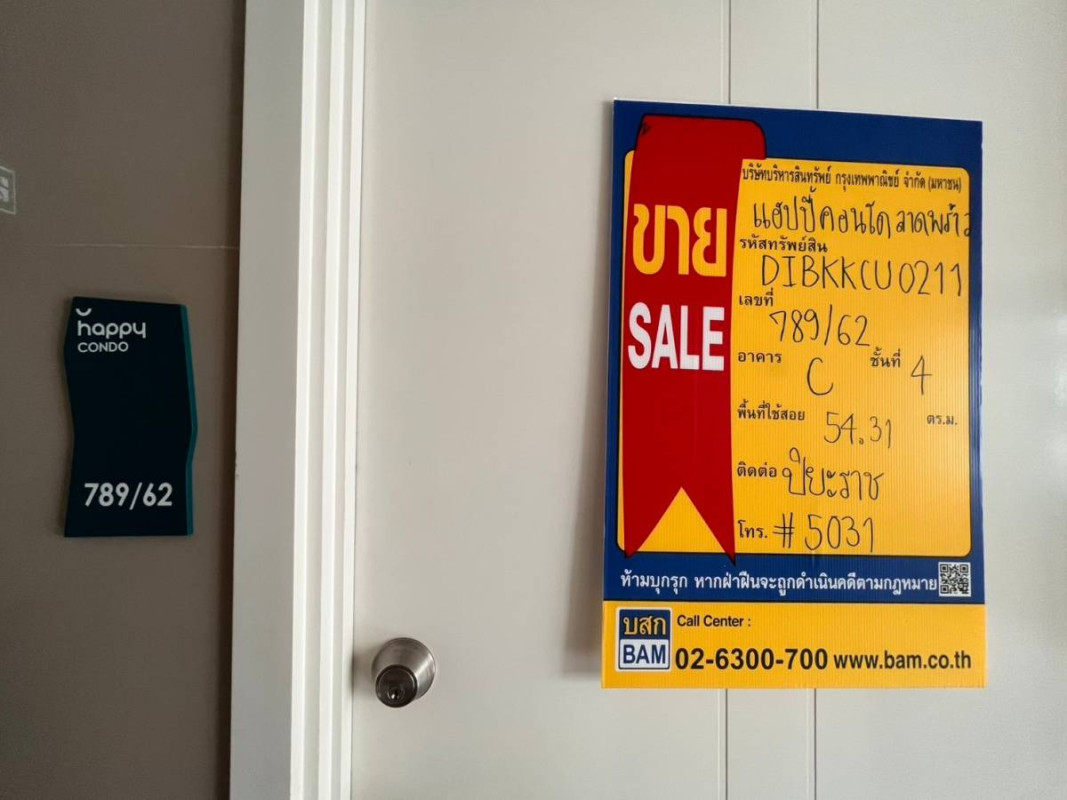 happy
CONDO
789/62
ขาย
SALE
บริษัทบริหารสินทรัพย์ กรุงเทพพาณิชย์ จำกัด (มหาชน)
แฮปปี้คอนโด ลาดพร้าว
รหัสทรัพย์สิน
DIBKKCU0211
เลขที่
789/62
อาคาร C ชั้นที่ 4
พื้นที่ใช้สอย 54.31 ตร.ม.
ติดต่อ ปิยะราช
โทร. # 5031
ห้ามบุกรุก หากฝ่าฝืนจะถูกดำเนินคดีตามกฎหมาย
บสก
BAM
Call Center :
02-6300-700 www.bam.co.th